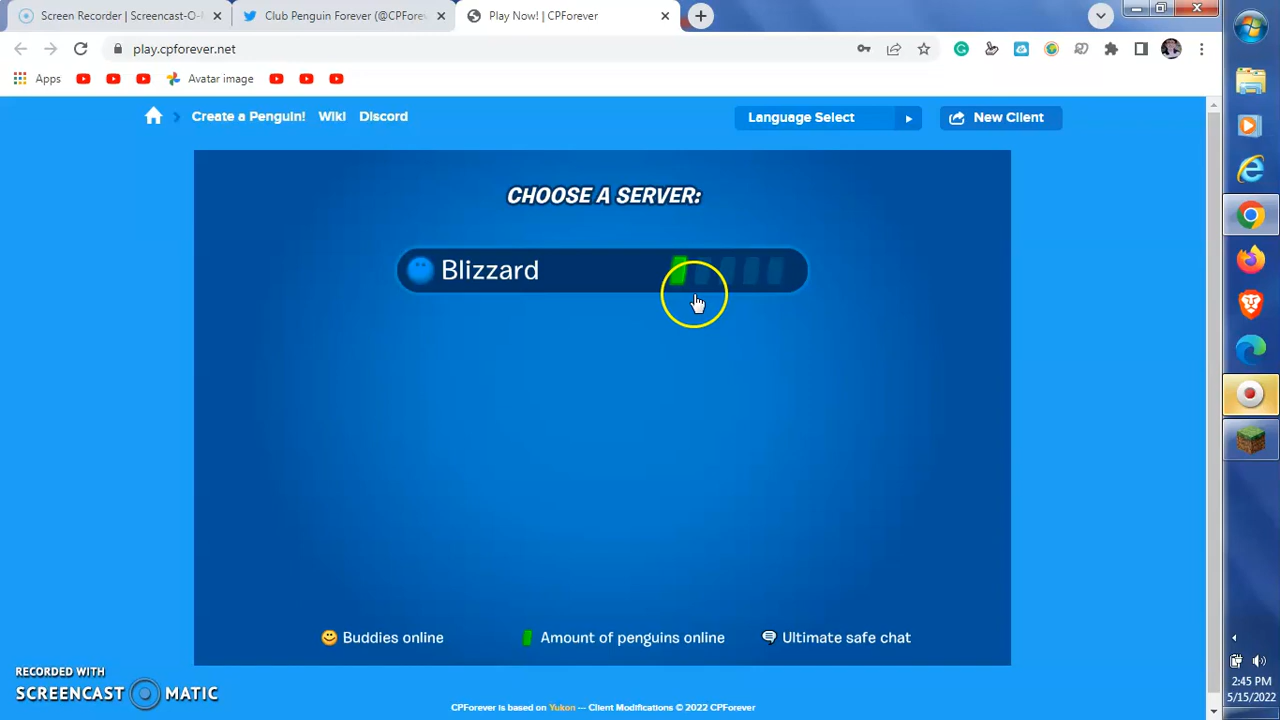 Screen Recorder | Screencast-O-M
Club Penguin Forever (@CPForev
Play Now! | CPForever
play.cpforever.net
Apps
Avatar image
Create a Penguin!
Wiki
Discord
Language Select
New Client
CHOOSE A SERVER:
Blizzard
Buddies online
Amount of penguins online
Ultimate safe chat
RECORDED WITH
SCREENCAST MATIC
CPForever is based on Yukon — Client Modifications © 2022 CPForever
2:45 PM
5/15/2022